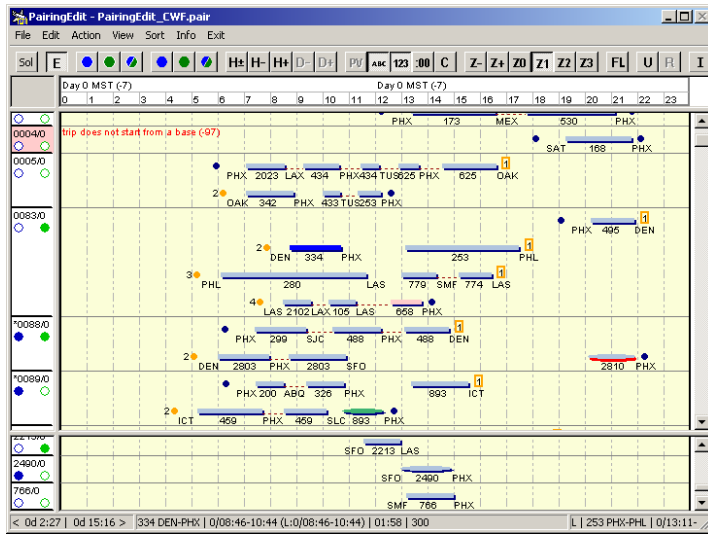 PairingEdit - PairingEdit_CWF.pair
File Edit Action View Sort Info Exit
Sol E H± H- H+ D- D+ PV ABC 123 :00 C Z- Z+ Z0 Z1 Z2 Z3 FL U R I
Day 0 MST (-7) Day 0 MST (-7)
0 1 2 3 4 5 6 7 8 9 10 11 12 13 14 15 16 17 18 19 20 21 22 23
PHX 173 MEX 530 PHX
0004/0 trip does not start from a base (-97)
SAT 168 PHX
0005/0
PHX 2023 LAX 434 PHX 434 TUS 625 PHX 625 OAK 1
2 OAK 342 PHX 433 TUS 253 PHX
0083/0 1
PHX 495 DEN
2 DEN 334 PHX 253 PHL 1
3 PHL 280 LAS 779 SMF 774 LAS 1
4 LAS 2102 LAX 105 LAS 658 PHX
*0088/0 1
PHX 299 SJC 488 PHX 488 DEN
2 DEN 2803 PHX 2803 SFO 2810 PHX
*0089/0 1
PHX 200 ABQ 326 PHX 893 ICT
2 ICT 459 PHX 459 SLC 893 PHX
2213/0
SFO 2213 LAS
2490/0
SFO 2490 PHX
766/0
SMF 766 PHX
< 0d 2:27 | 0d 15:16 > 334 DEN-PHX | 0/08:46-10:44 (L:0/08:46-10:44) | 01:58 | 300 L | 253 PHX-PHL | 0/13:11-